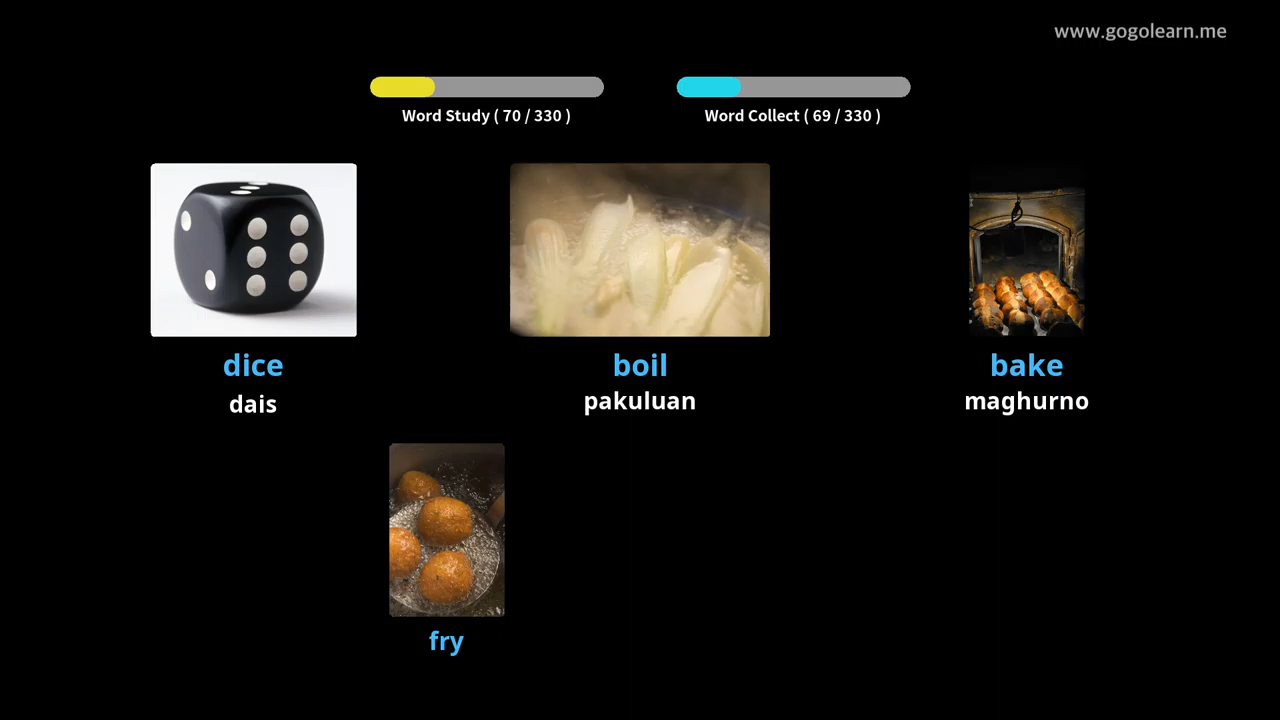 www.gogolearn.me
Word Study ( 70 / 330 )
Word Collect ( 69 / 330 )
dice
dais
boil
pakuluan
bake
maghurno
fry